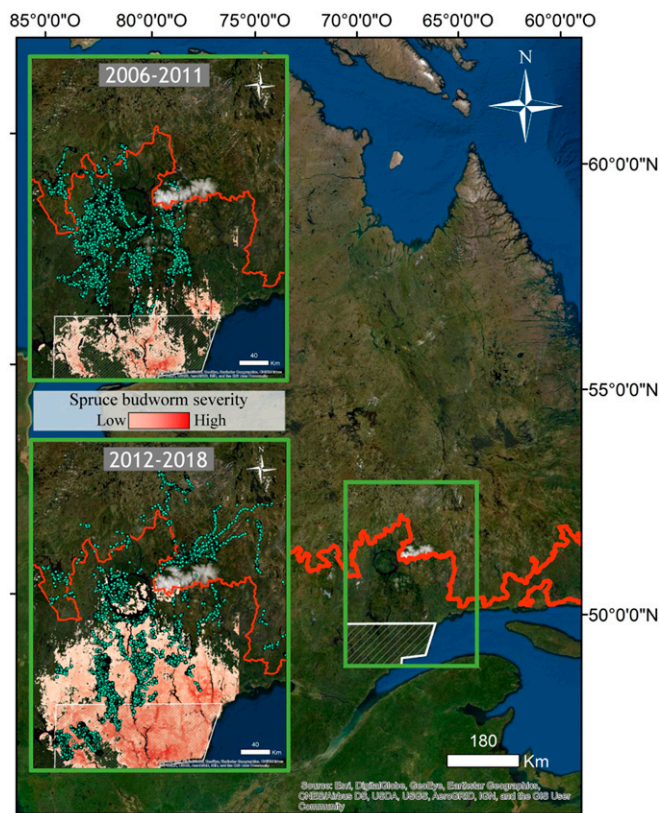 85°0'0"O 80°0'0"O 75°0'0"O 70°0'0"O 65°0'0"O 60°0'0"O
2006-2011
N
N
60°0'0"N
40
Km
55°0'0"N
Spruce budworm severity
Low High
2012-2018
N
50°0'0"N
40
Km
180
Km
Source: Esri, DigitalGlobe, GeoEye, Earthstar Geographics,
CNES/Airbus DS, USDA, USGS, AeroGRID, IGN, and the GIS User
Community